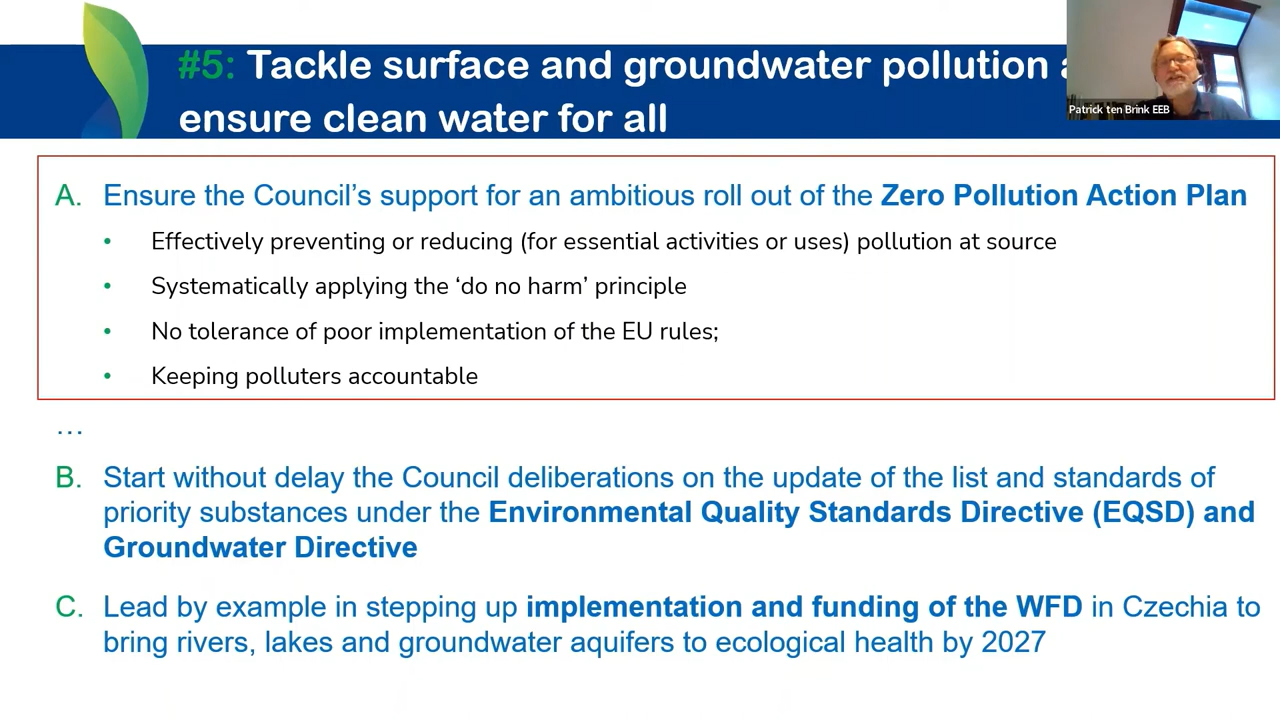 #5: Tackle surface and groundwater pollution
ensure clean water for all
Patrick ten Brink EEB
A. Ensure the Council’s support for an ambitious roll out of the Zero Pollution Action Plan
• Effectively preventing or reducing (for essential activities or uses) pollution at source
• Systematically applying the ‘do no harm’ principle
• No tolerance of poor implementation of the EU rules;
• Keeping polluters accountable
…
B. Start without delay the Council deliberations on the update of the list and standards of
priority substances under the Environmental Quality Standards Directive (EQSD) and
Groundwater Directive
C. Lead by example in stepping up implementation and funding of the WFD in Czechia to
bring rivers, lakes and groundwater aquifers to ecological health by 2027